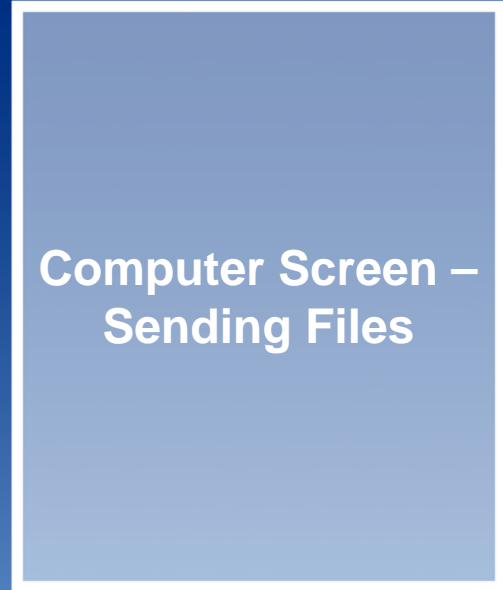 Computer Screen –
Sending Files